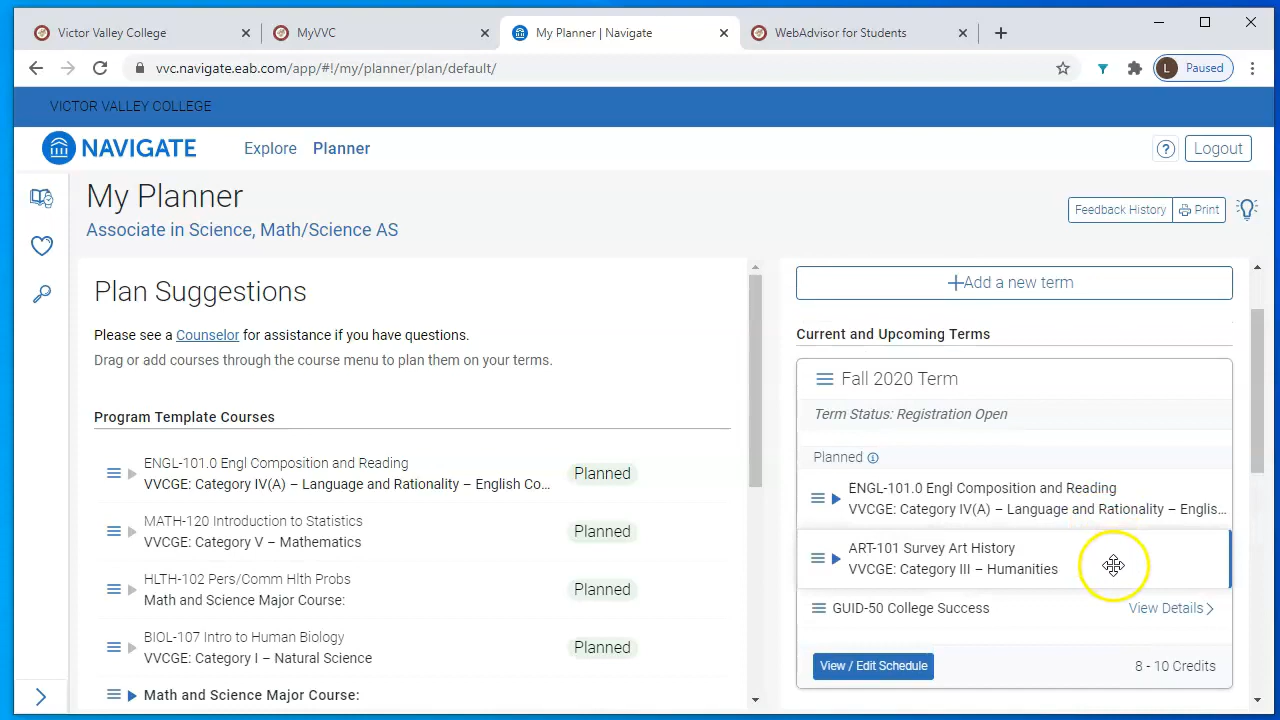 Victor Valley College
MyVVC
My Planner | Navigate
WebAdvisor for Students
vvc.navigate.eab.com/app/#!/my/planner/plan/default/
L
Paused
VICTOR VALLEY COLLEGE
NAVIGATE
Explore
Planner
?
Logout
My Planner
Associate in Science, Math/Science AS
Feedback History
Print
Plan Suggestions
Please see a Counselor for assistance if you have questions.
Drag or add courses through the course menu to plan them on your terms.
Program Template Courses
ENGL-101.0 Engl Composition and Reading
VVCGE: Category IV(A) – Language and Rationality – English Co...
Planned
MATH-120 Introduction to Statistics
VVCGE: Category V – Mathematics
Planned
HLTH-102 Pers/Comm Hlth Probs
Math and Science Major Course:
Planned
BIOL-107 Intro to Human Biology
VVCGE: Category I – Natural Science
Planned
Math and Science Major Course:
+Add a new term
Current and Upcoming Terms
Fall 2020 Term
Term Status: Registration Open
Planned
ENGL-101.0 Engl Composition and Reading
VVCGE: Category IV(A) – Language and Rationality – Englis...
ART-101 Survey Art History
VVCGE: Category III – Humanities
GUID-50 College Success
View Details
View / Edit Schedule
8 - 10 Credits